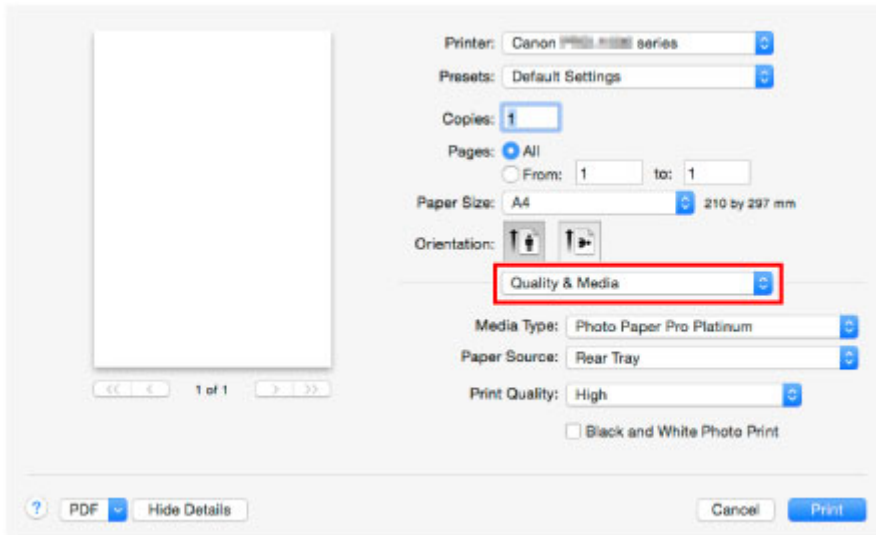 Printer: Canon series
Presets: Default Settings
Copies: 1
Pages: All
From: 1 to: 1
Paper Size: A4 210 by 297 mm
Orientation:
Quality & Media
Media Type: Photo Paper Pro Platinum
Paper Source: Rear Tray
<< < 1 of 1 > >>
Print Quality: High
Black and White Photo Print
? PDF Hide Details Cancel Print